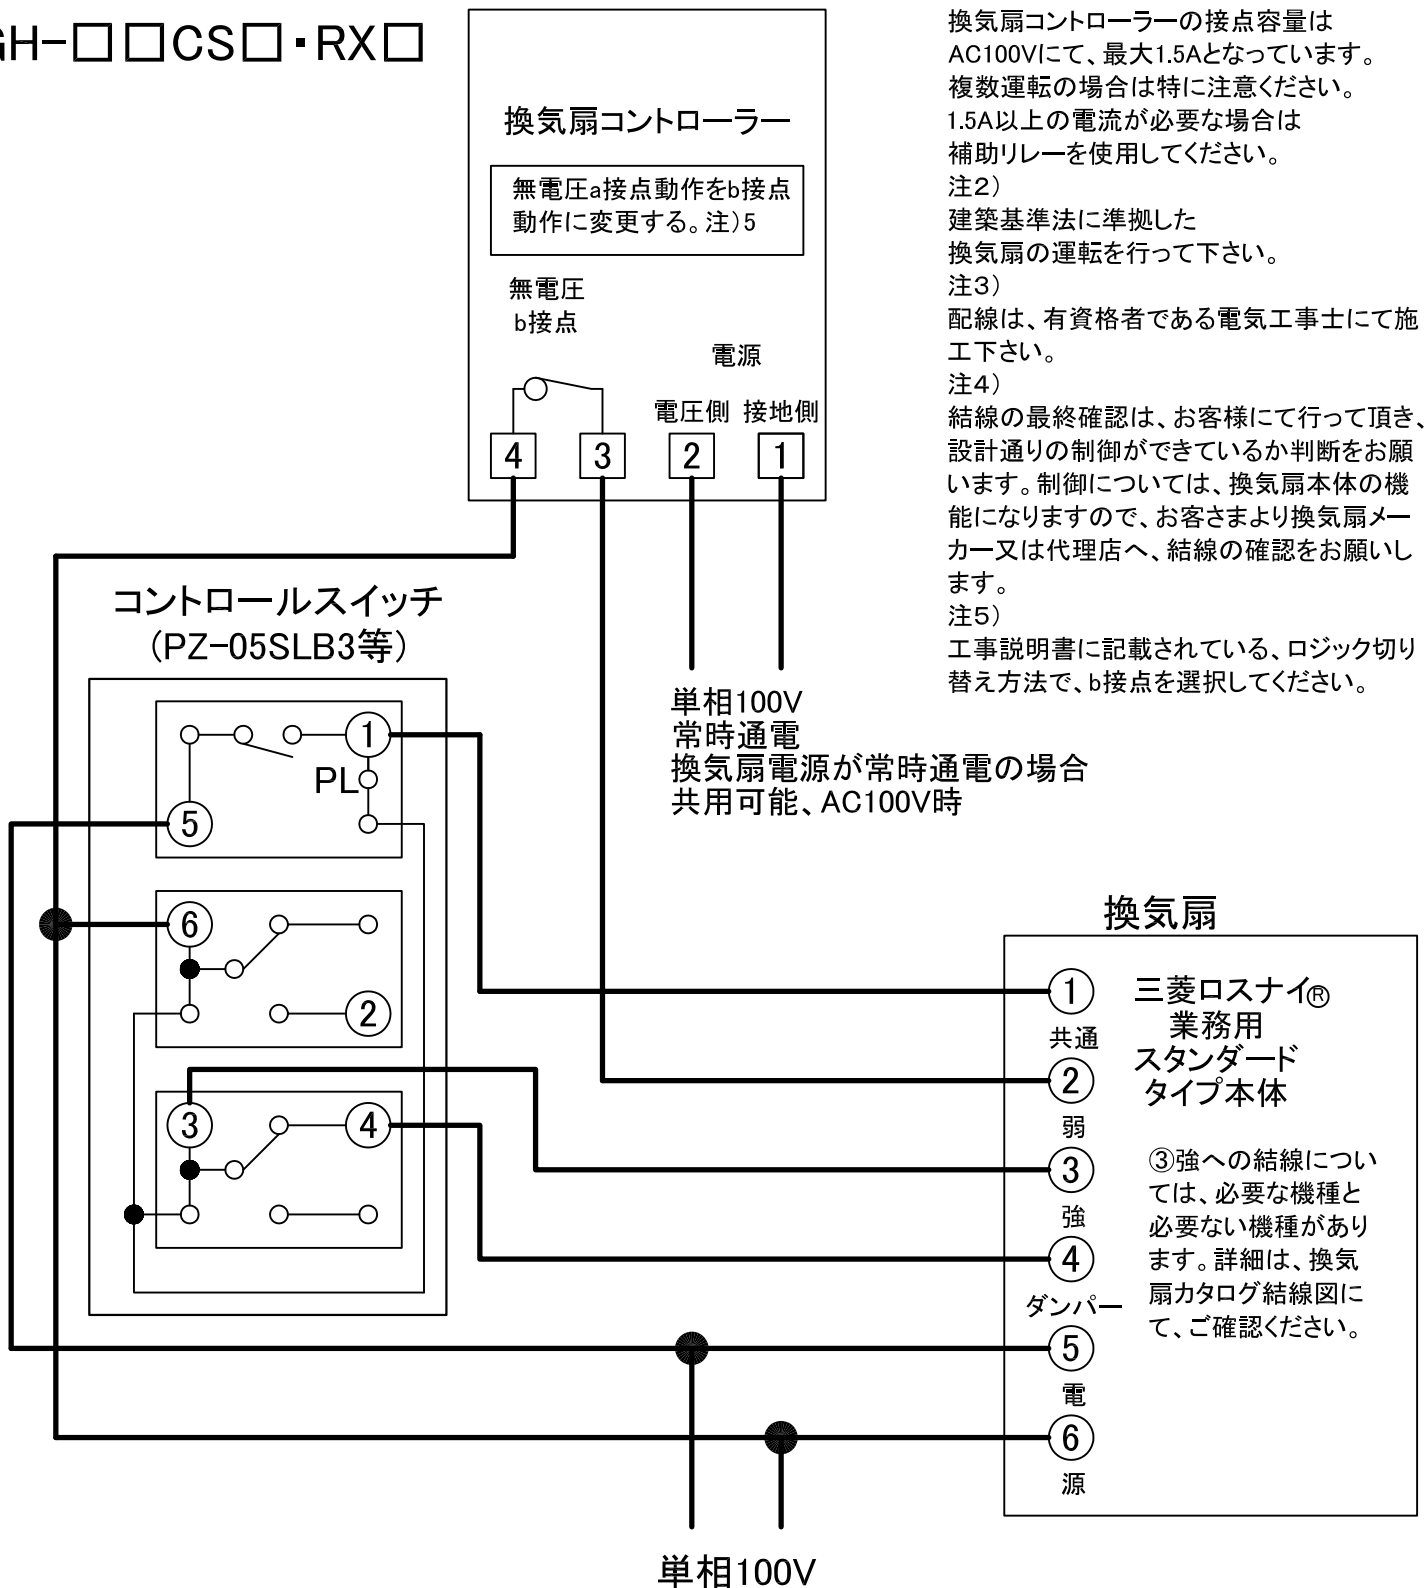 GH-□□CS□・RX□
換気扇コントローラー
無電圧a接点動作をb接点
動作に変更する。注)5
無電圧
b接点
電源
電圧側 接地側
4
3
2
1
換気扇コントローラーの接点容量は
AC100Vにて、最大1.5Aとなっています。
複数運転の場合は特に注意ください。
1.5A以上の電流が必要な場合は
補助リレーを使用してください。
注2)
建築基準法に準拠した
換気扇の運転を行って下さい。
注3)
配線は、有資格者である電気工事士にて施
工下さい。
注4)
結線の最終確認は、お客様にて行って頂き、
設計通りの制御ができているか判断をお願
います。制御については、換気扇本体の機
能になりますので、お客さまより換気扇メー
カー又は代理店へ、結線の確認をお願いし
ます。
注5)
工事説明書に記載されている、ロジック切り
替え方法で、b接点を選択してください。
単相100V
常時通電
換気扇電源が常時通電の場合
共用可能、AC100V時
コントロールスイッチ
(PZ-05SLB3等)
1
PL
5
6
2
3
4
換気扇
1
共通
2
弱
3
強
4
ダンパー
5
電
6
源
三菱ロスナイ®
業務用
スタンダード
タイプ本体
③強への結線につい
ては、必要な機種と
必要ない機種があり
ます。詳細は、換気
扇カタログ結線図に
て、ご確認ください。
単相100V